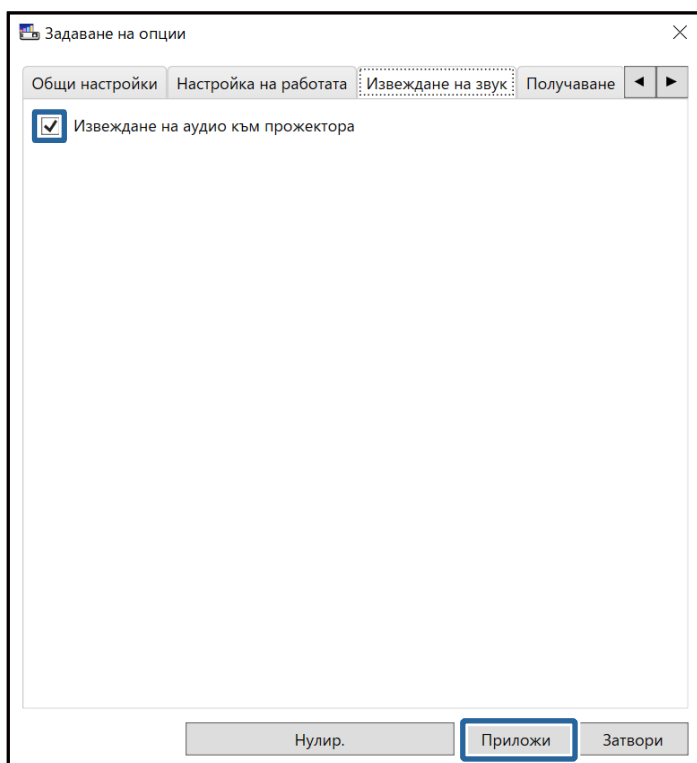 Задаване на опции
Общи настройки Настройка на работата Извеждане на звук Получаване
Извеждане на аудио към прожектора
Нулир. Приложи Затвори